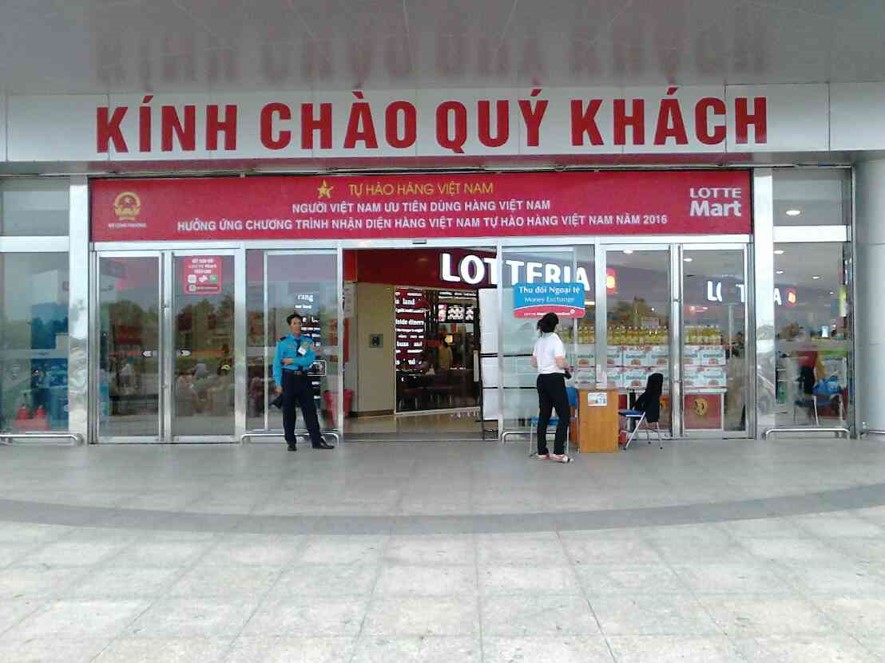 KÍNH CHÀO QUÝ KHÁCH
TỰ HÀO HÀNG VIỆT NAM
NGƯỜI VIỆT NAM ƯU TIÊN DÙNG HÀNG VIỆT NAM
HƯỞNG ỨNG CHƯƠNG TRÌNH NHẬN DIỆN HÀNG VIỆT NAM TỰ HÀO HÀNG VIỆT NAM NĂM 2016
LOTTE
Mart
LOTTERIA
Thu đổi Ngoại tệ
Money Exchange